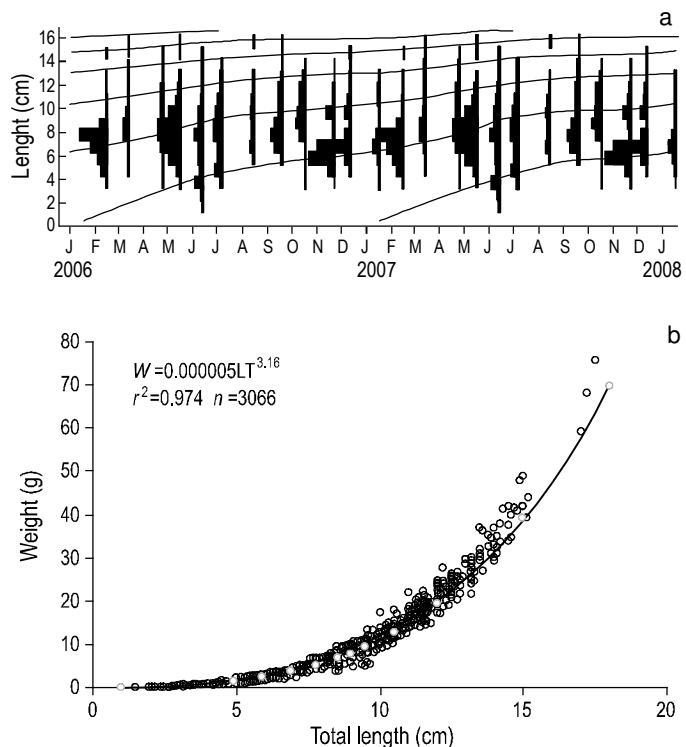 a
Lenght (cm)
16
14
12
10
8
6
4
2
0
J F M A M J J A S O N D J F M A M J J A S O N D J
2006 2007 2008
b
W=0.000005LT^3.16
r²=0.974 n=3066
Weight (g)
80
70
60
50
40
30
20
10
0
0 5 10 15 20
Total length (cm)